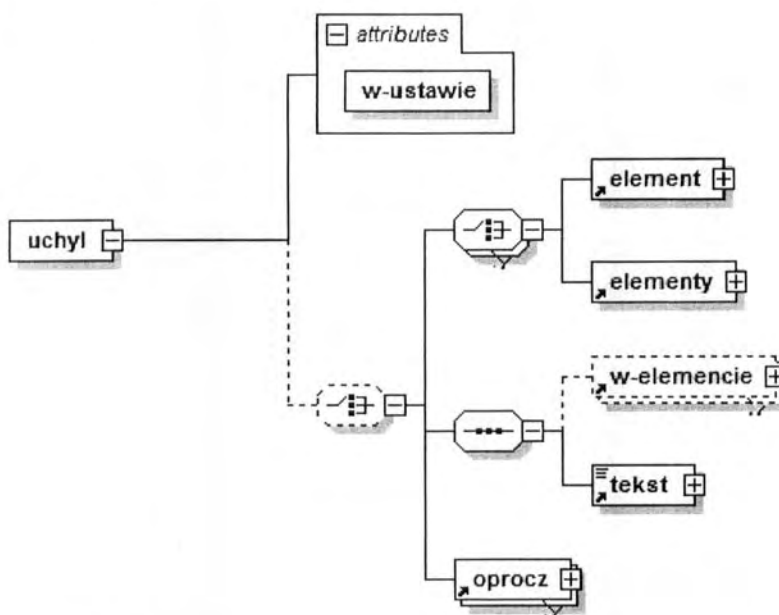 attributes
w-ustawie
element
uchyl
elementy
w-elemencie
tekst
oprocz